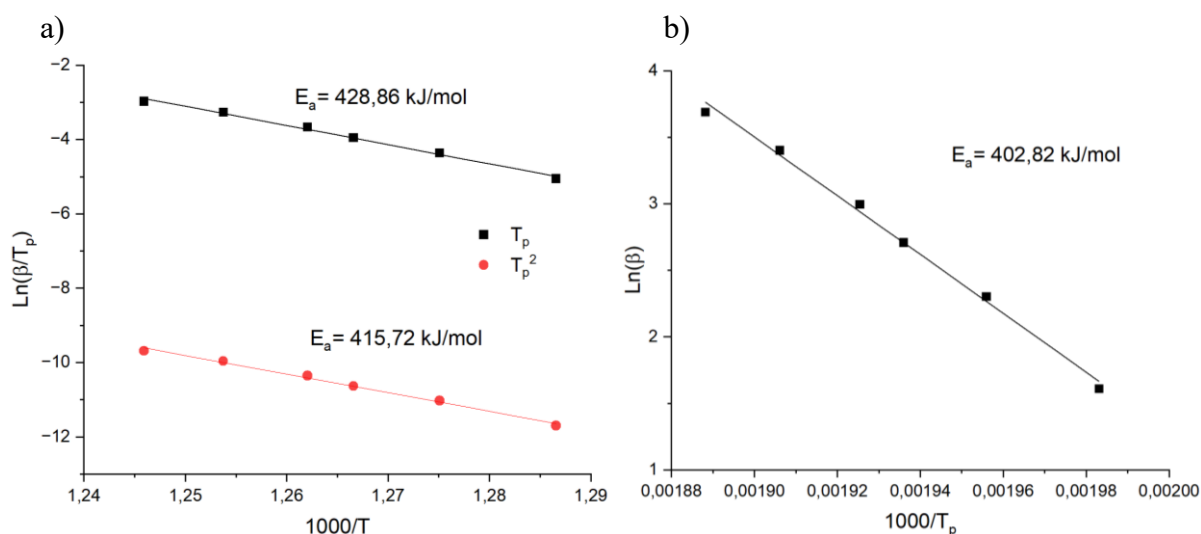 a)
−2
−4
−6
−8
−10
−12
Ln(β/Tp)
Ea= 428,86 kJ/mol
Tp
Tp2
Ea= 415,72 kJ/mol
1,24 1,25 1,26 1,27 1,28 1,29
1000/T
b)
4
3
2
1
Ln(β)
Ea= 402,82 kJ/mol
0,00188 0,00190 0,00192 0,00194 0,00196 0,00198 0,00200
1000/Tp